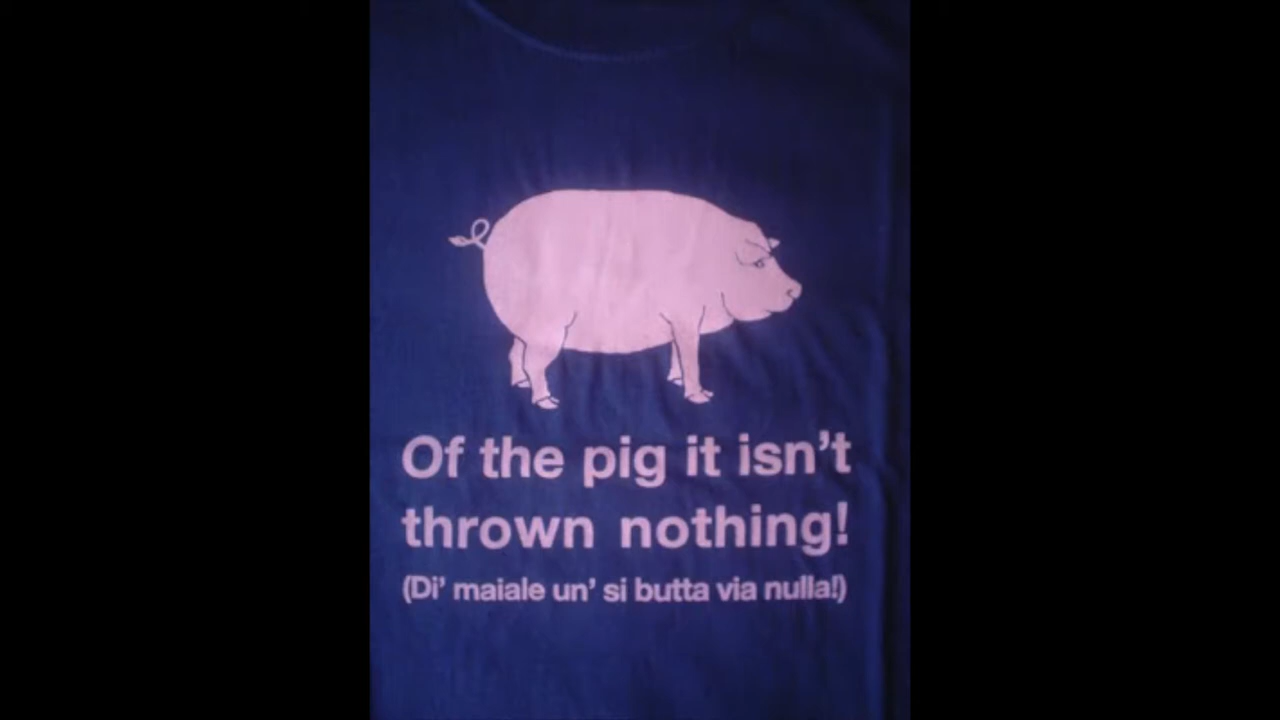 Of the pig it isn't
thrown nothing!
(Di' maiale un' si butta via nulla!)